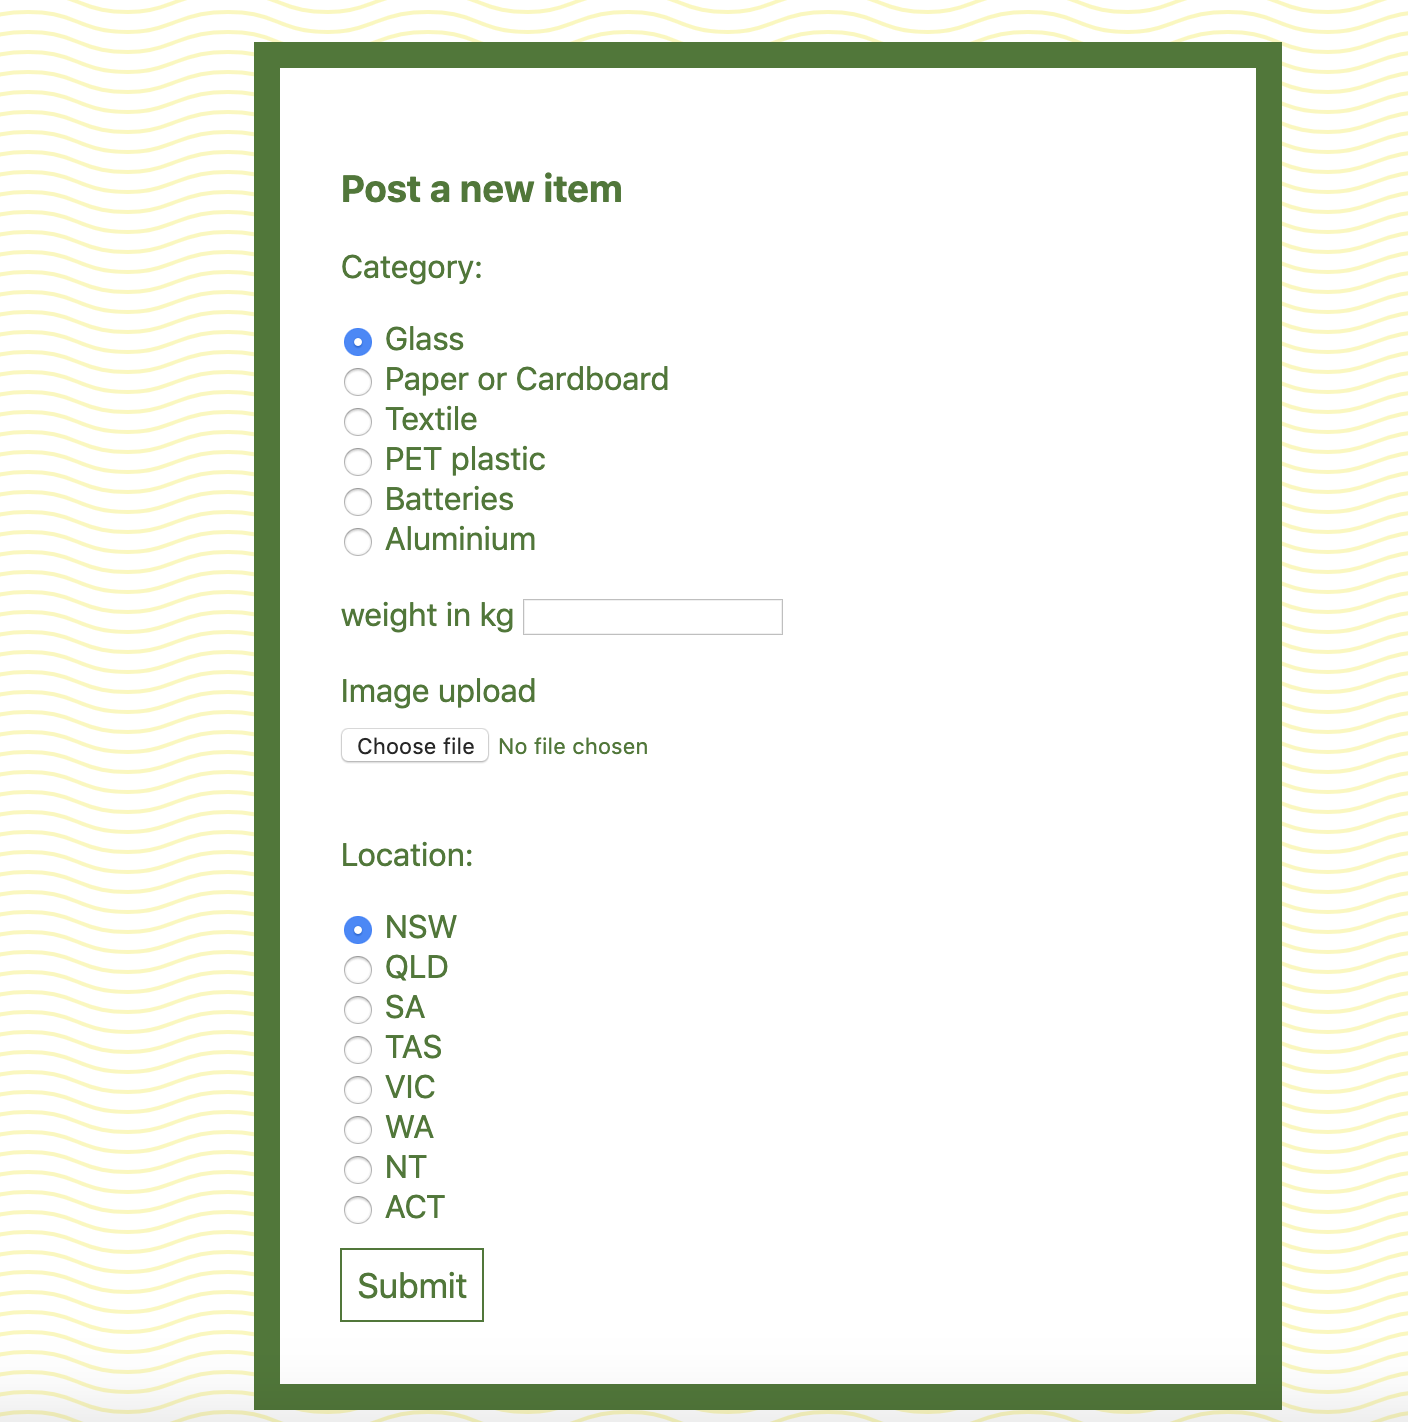 Post a new item
Category:
Glass
Paper or Cardboard
Textile
PET plastic
Batteries
Aluminium
weight in kg
Image upload
Choose file No file chosen
Location:
NSW
QLD
SA
TAS
VIC
WA
NT
ACT
Submit